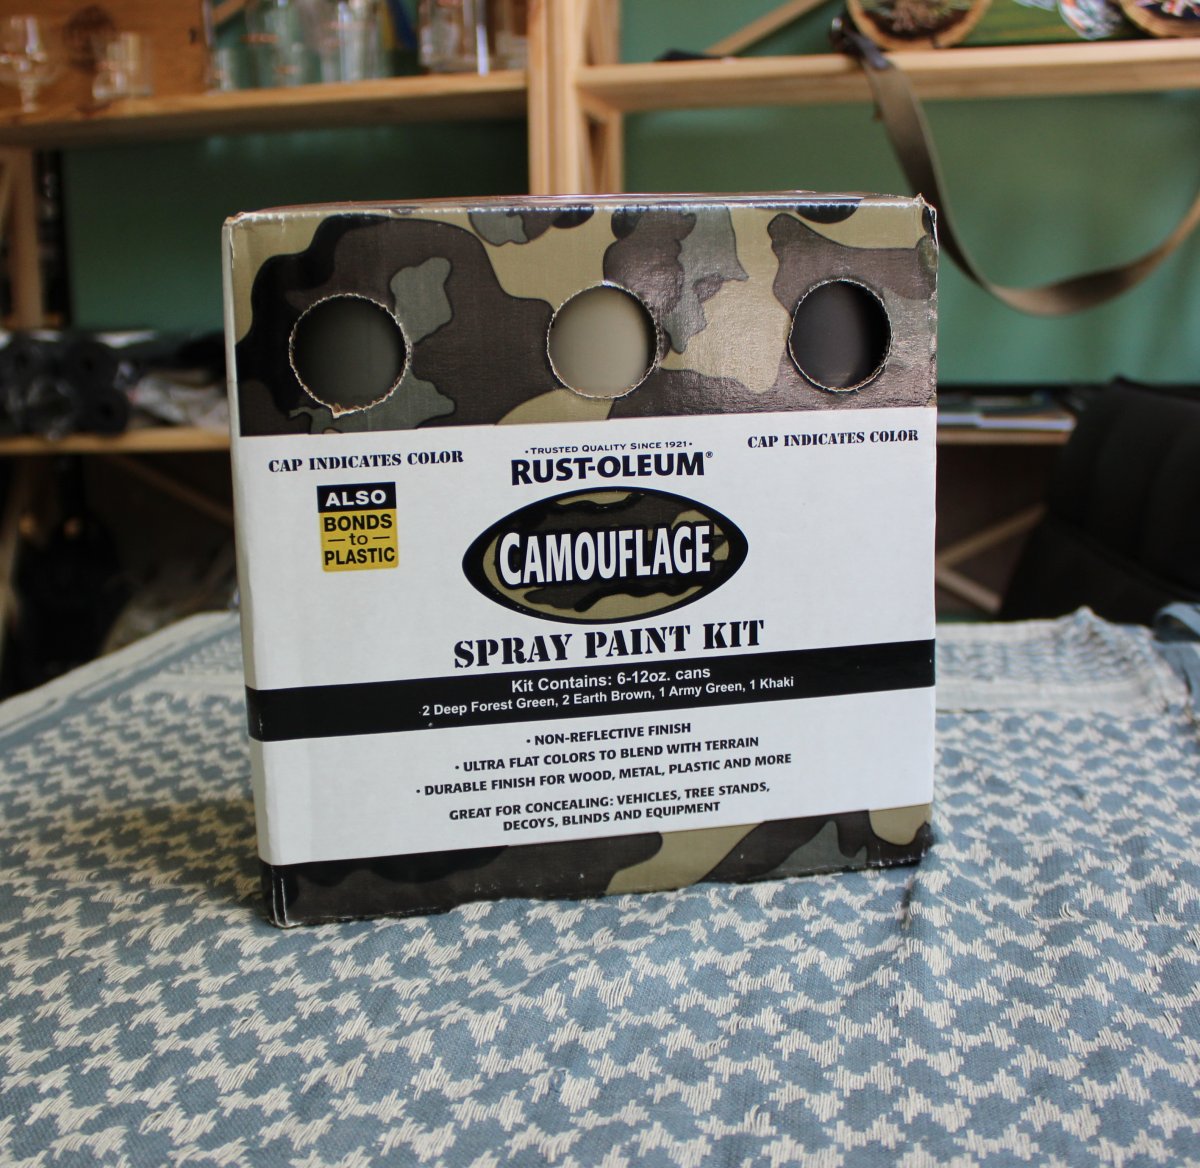 CAP INDICATES COLOR
• TRUSTED QUALITY SINCE 1921 •
RUST-OLEUM®
CAP INDICATES COLOR
ALSO
BONDS
—to—
PLASTIC
CAMOUFLAGE
SPRAY PAINT KIT
Kit Contains: 6-12oz. cans
2 Deep Forest Green, 2 Earth Brown, 1 Army Green, 1 Khaki
• NON-REFLECTIVE FINISH
• ULTRA FLAT COLORS TO BLEND WITH TERRAIN
• DURABLE FINISH FOR WOOD, METAL, PLASTIC AND MORE
GREAT FOR CONCEALING: VEHICLES, TREE STANDS,
DECOYS, BLINDS AND EQUIPMENT